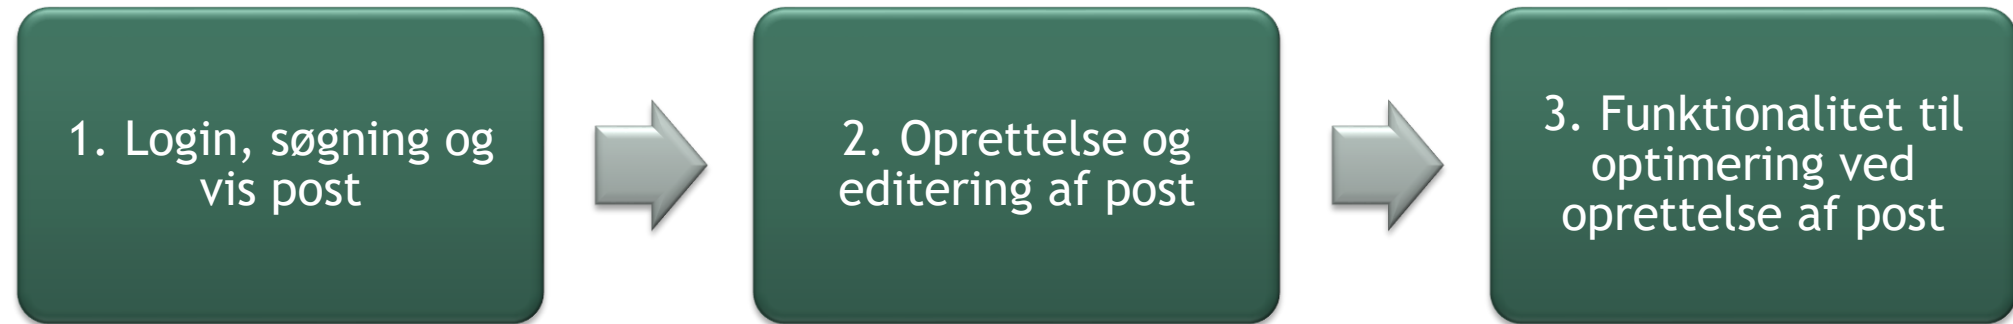 1. Login, søgning og
vis post
2. Oprettelse og
editering af post
3. Funktionalitet til
optimering ved
oprettelse af post